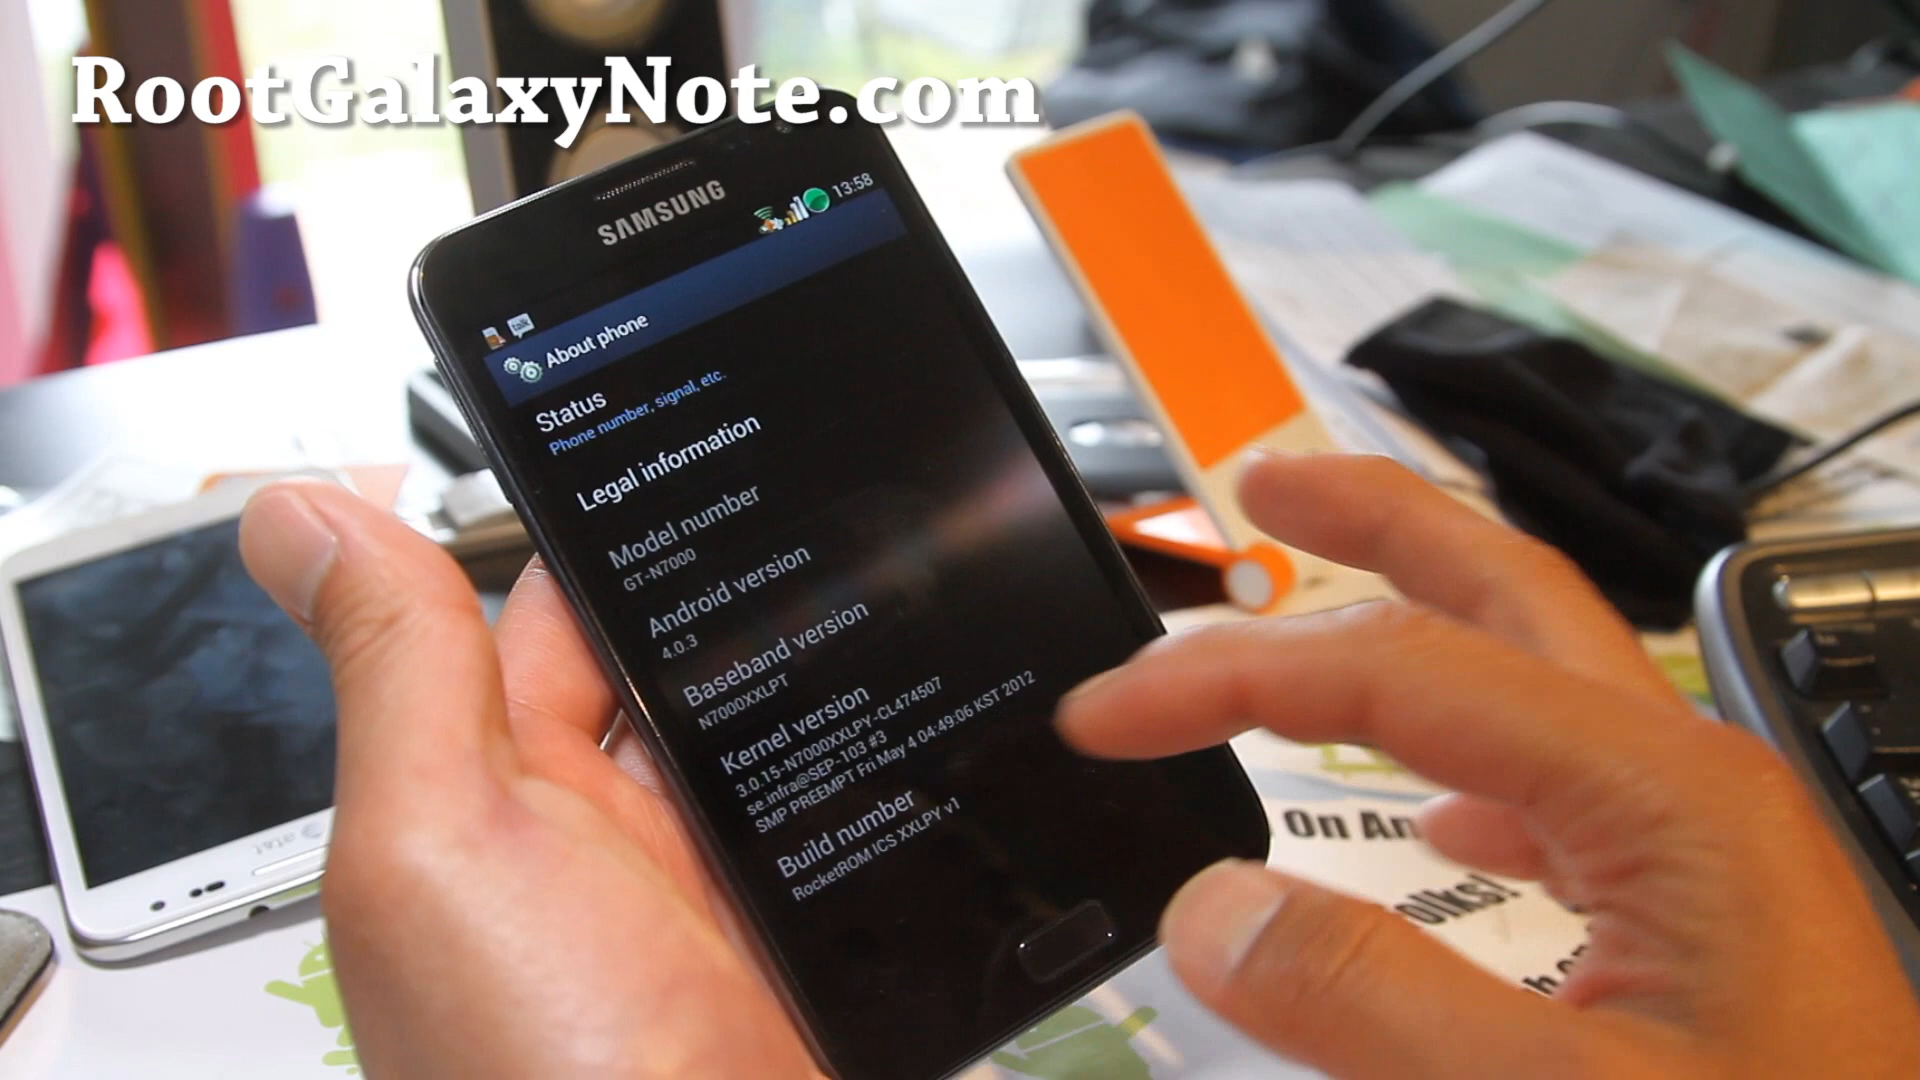 RootGalaxyNote.com
SAMSUNG
13:58
talk
About phone
Status
Phone number, signal, etc.
Legal information
Model number
GT-N7000
Android version
4.0.3
Baseband version
N7000XXLPT
Kernel version
3.0.15-N7000XXLPY-CL474507
se.infra@SEP-103 #3
SMP PREEMPT Fri May 4 04:49:06 KST 2012
Build number
RocketROM ICS XXLPY v1
at&t
On An
olks!